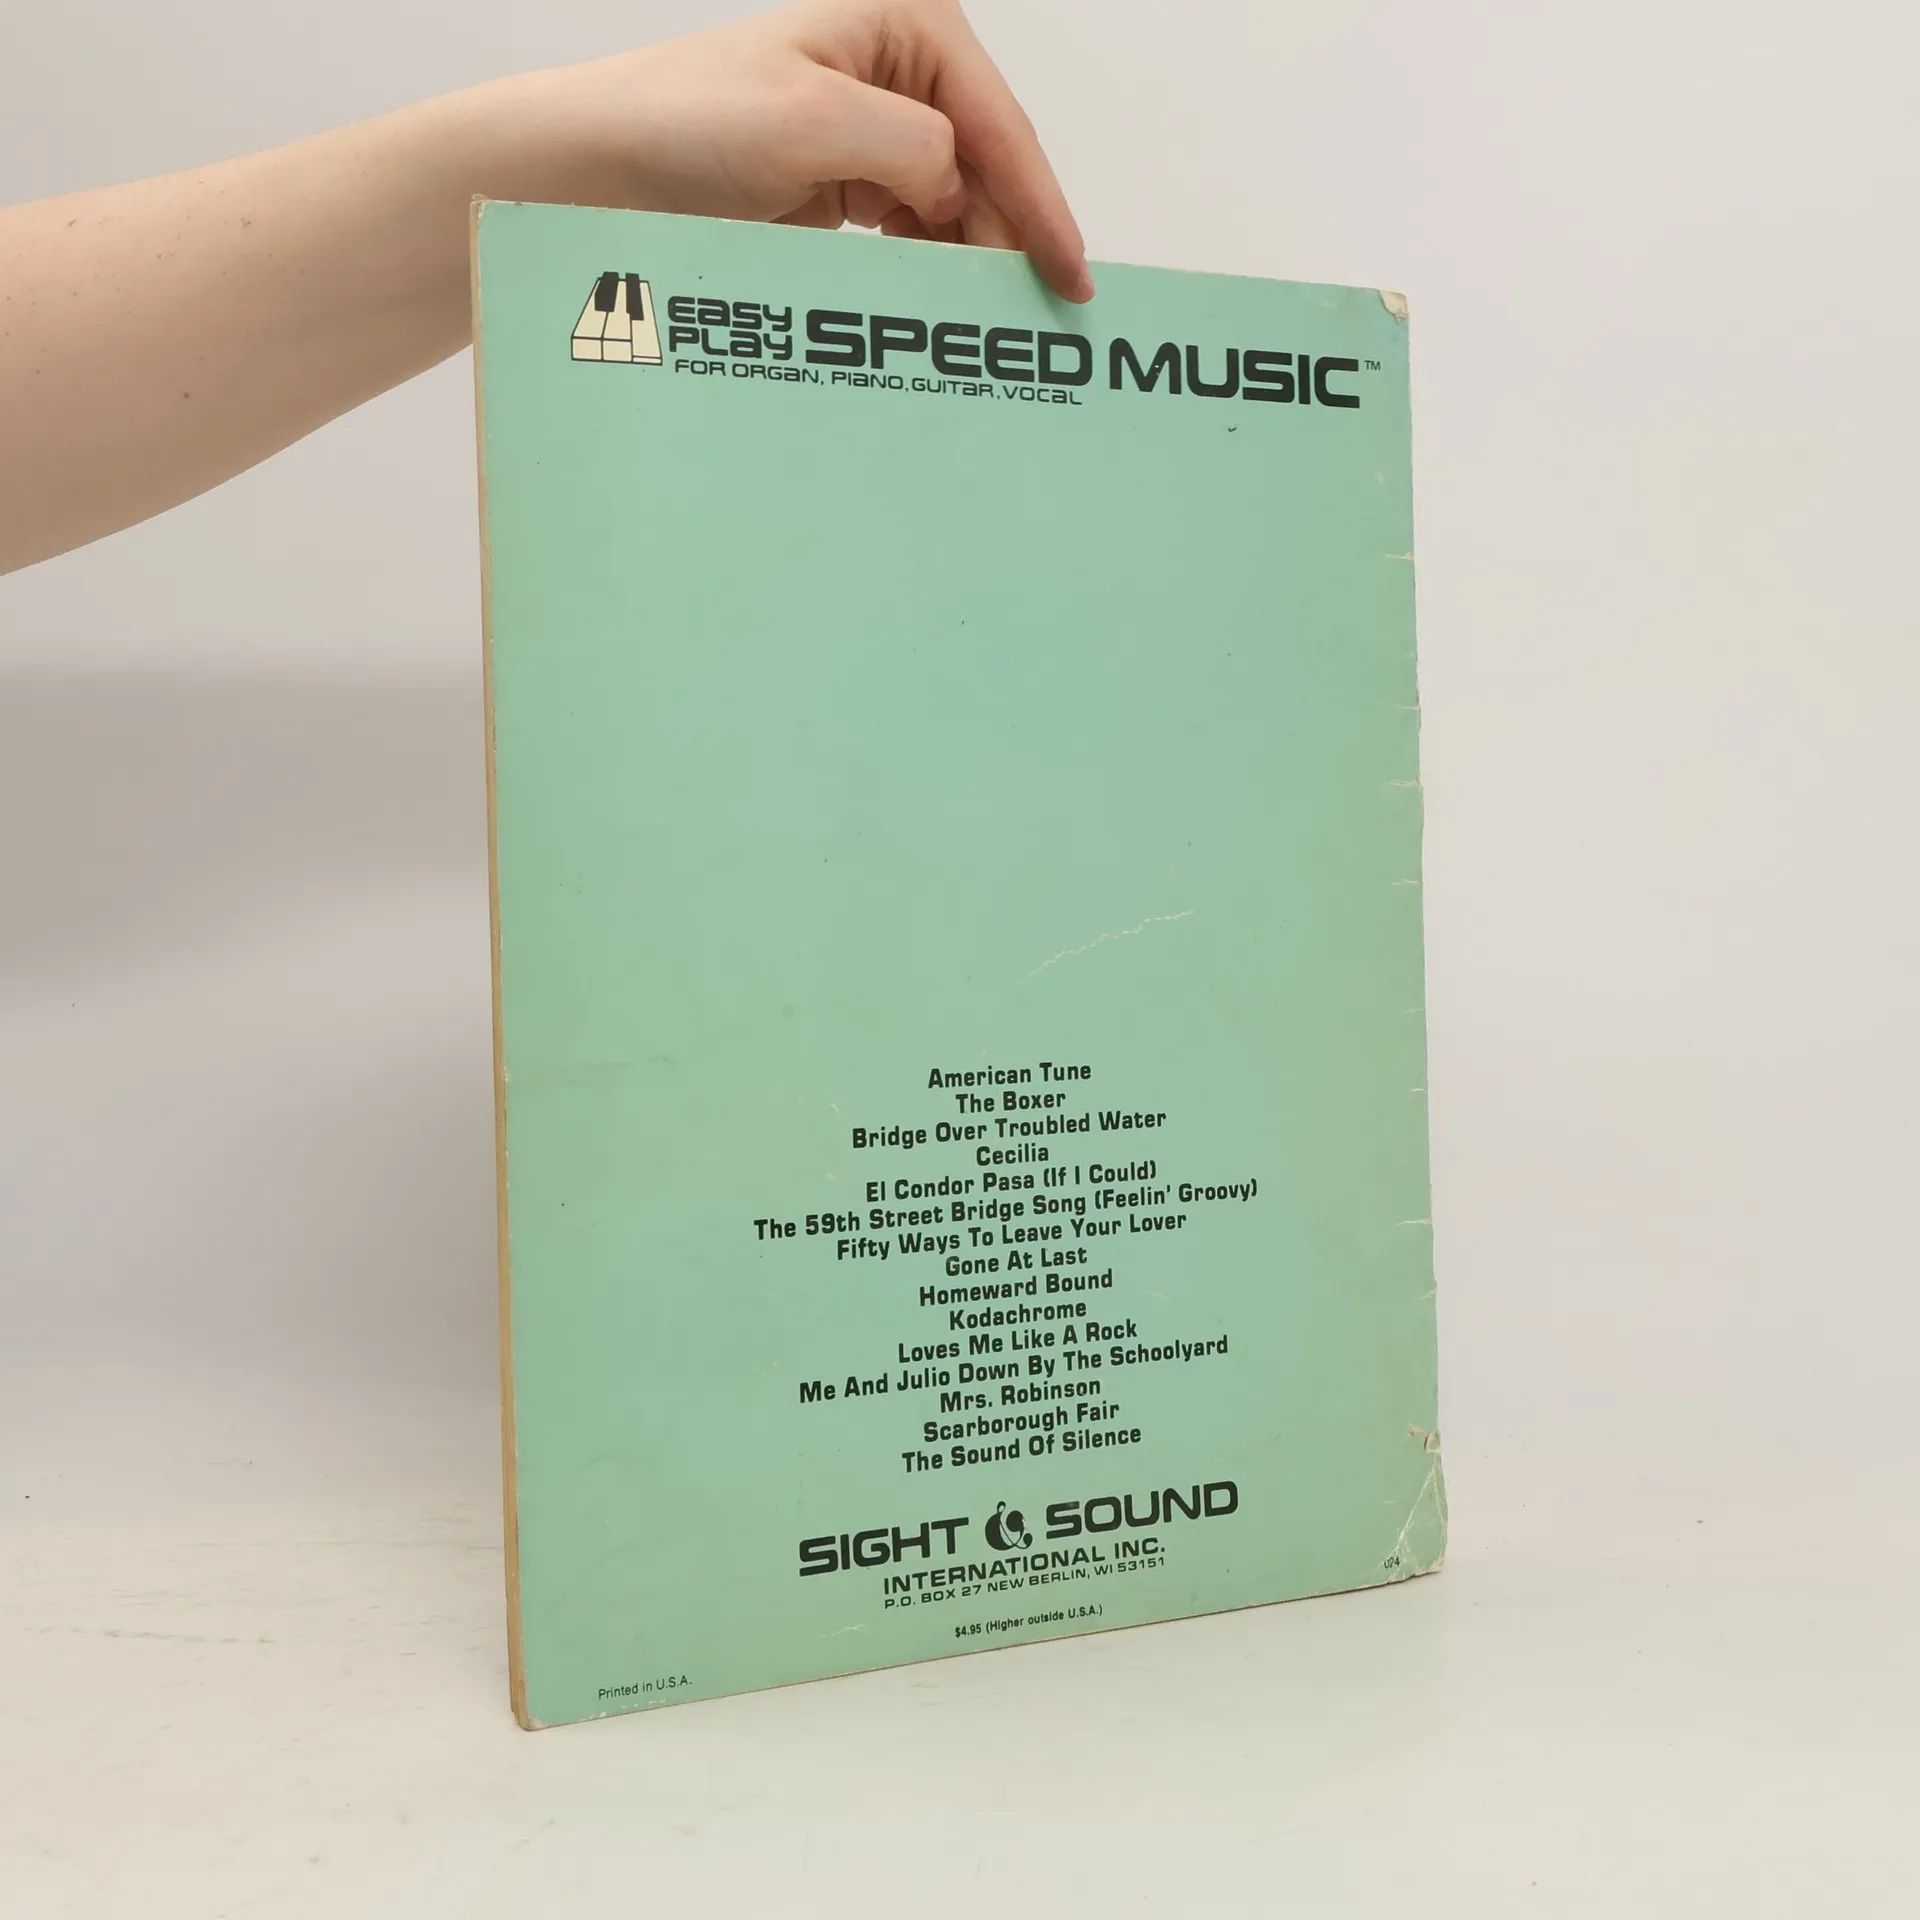 EASY PLAY SPEED MUSIC™
FOR ORGAN, PIANO, GUITAR, VOCAL
American Tune
The Boxer
Bridge Over Troubled Water
Cecilia
El Condor Pasa (If I Could)
The 59th Street Bridge Song (Feelin' Groovy)
Fifty Ways To Leave Your Lover
Gone At Last
Homeward Bound
Kodachrome
Loves Me Like A Rock
Me And Julio Down By The Schoolyard
Mrs. Robinson
Scarborough Fair
The Sound Of Silence
SIGHT & SOUND
INTERNATIONAL INC.
P.O. BOX 27 NEW BERLIN, WI 53151
$4.95 (Higher outside U.S.A.)
Printed in U.S.A.